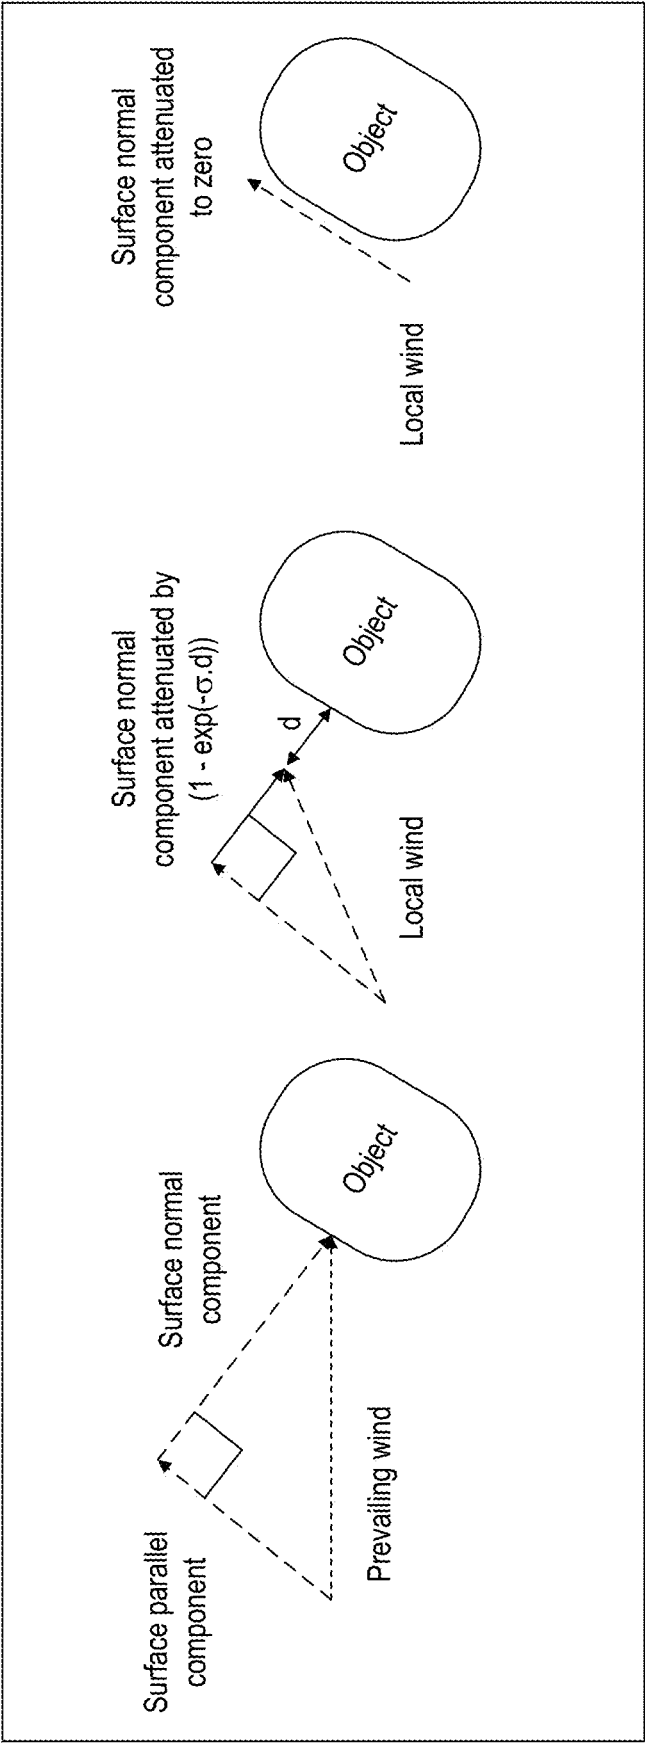 Surface parallel
component
Surface normal
component
Prevailing wind
Object
Surface normal
component attenuated by
(1 - exp(-σ.d))
d
Local wind
Object
Surface normal
component attenuated
to zero
Local wind
Object